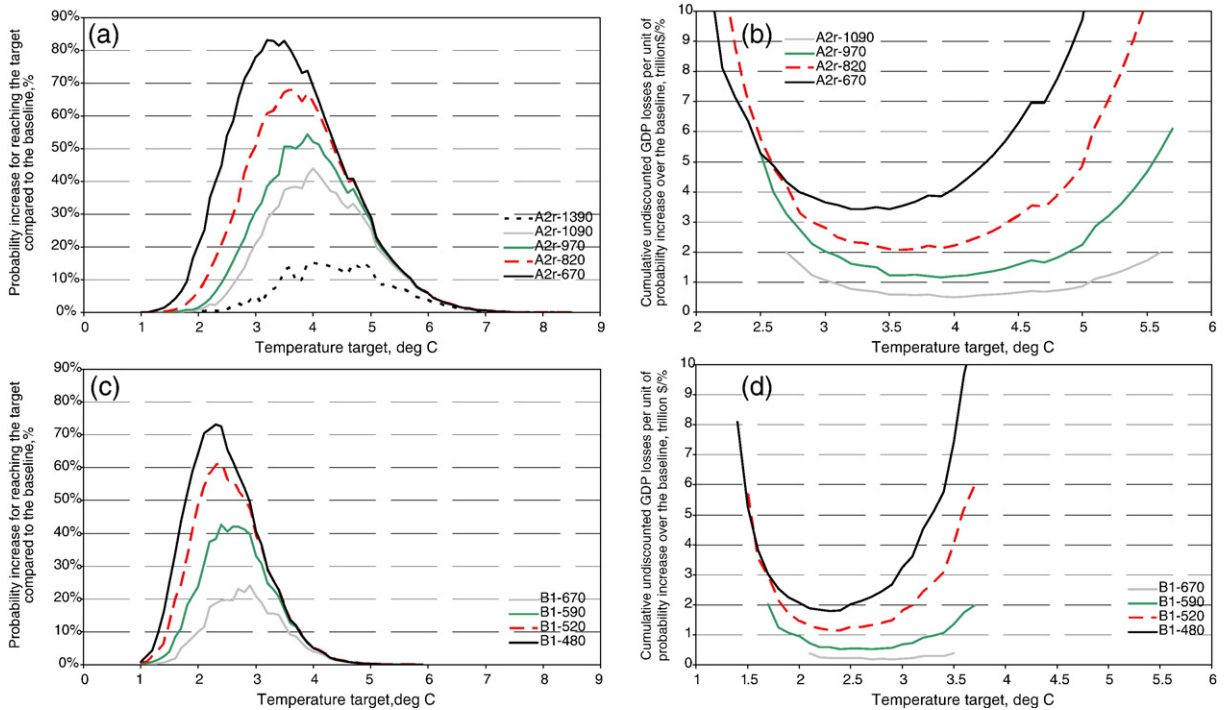 (a)
Probability increase for reaching the target
compared to the baseline,%
90%
80%
70%
60%
50%
40%
30%
20%
10%
0%
0 1 2 3 4 5 6 7 8 9
Temperature target, deg C
A2r-1390
A2r-1090
A2r-970
A2r-820
A2r-670
(b)
Cumulative undiscounted GDP losses per unit of
probability increase over the baseline, trillion$/%
10
9
8
7
6
5
4
3
2
1
0
2 2.5 3 3.5 4 4.5 5 5.5 6
Temperature target, deg C
A2r-1090
A2r-970
A2r-820
A2r-670
(c)
Probability increase for reaching the target
compared to the baseline,%
90%
80%
70%
60%
50%
40%
30%
20%
10%
0%
0 1 2 3 4 5 6 7 8 9
Temperature target,deg C
B1-670
B1-590
B1-520
B1-480
(d)
Cumulative undiscounted GDP losses per unit of
probability increase over the baseline, trillion $/%
10
9
8
7
6
5
4
3
2
1
0
1 1.5 2 2.5 3 3.5 4 4.5 5 5.5 6
Temperature target, deg C
B1-670
B1-590
B1-520
B1-480